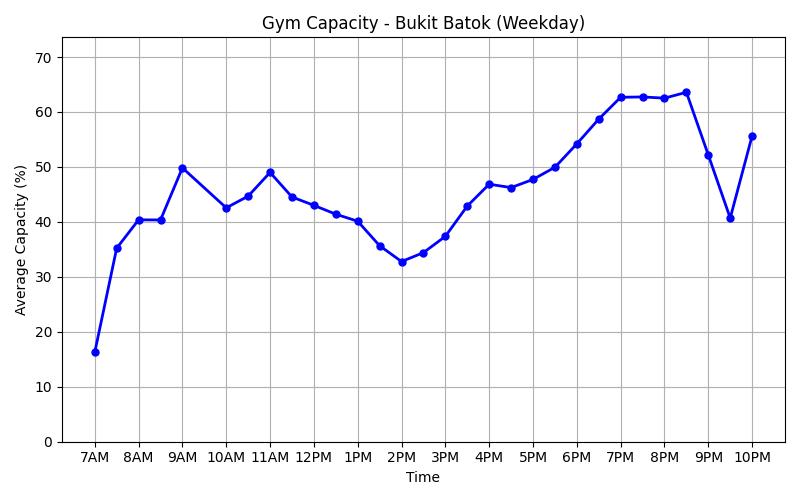 Gym Capacity - Bukit Batok (Weekday)
Average Capacity (%)
70
60
50
40
30
20
10
0
7AM 8AM 9AM 10AM 11AM 12PM 1PM 2PM 3PM 4PM 5PM 6PM 7PM 8PM 9PM 10PM
Time